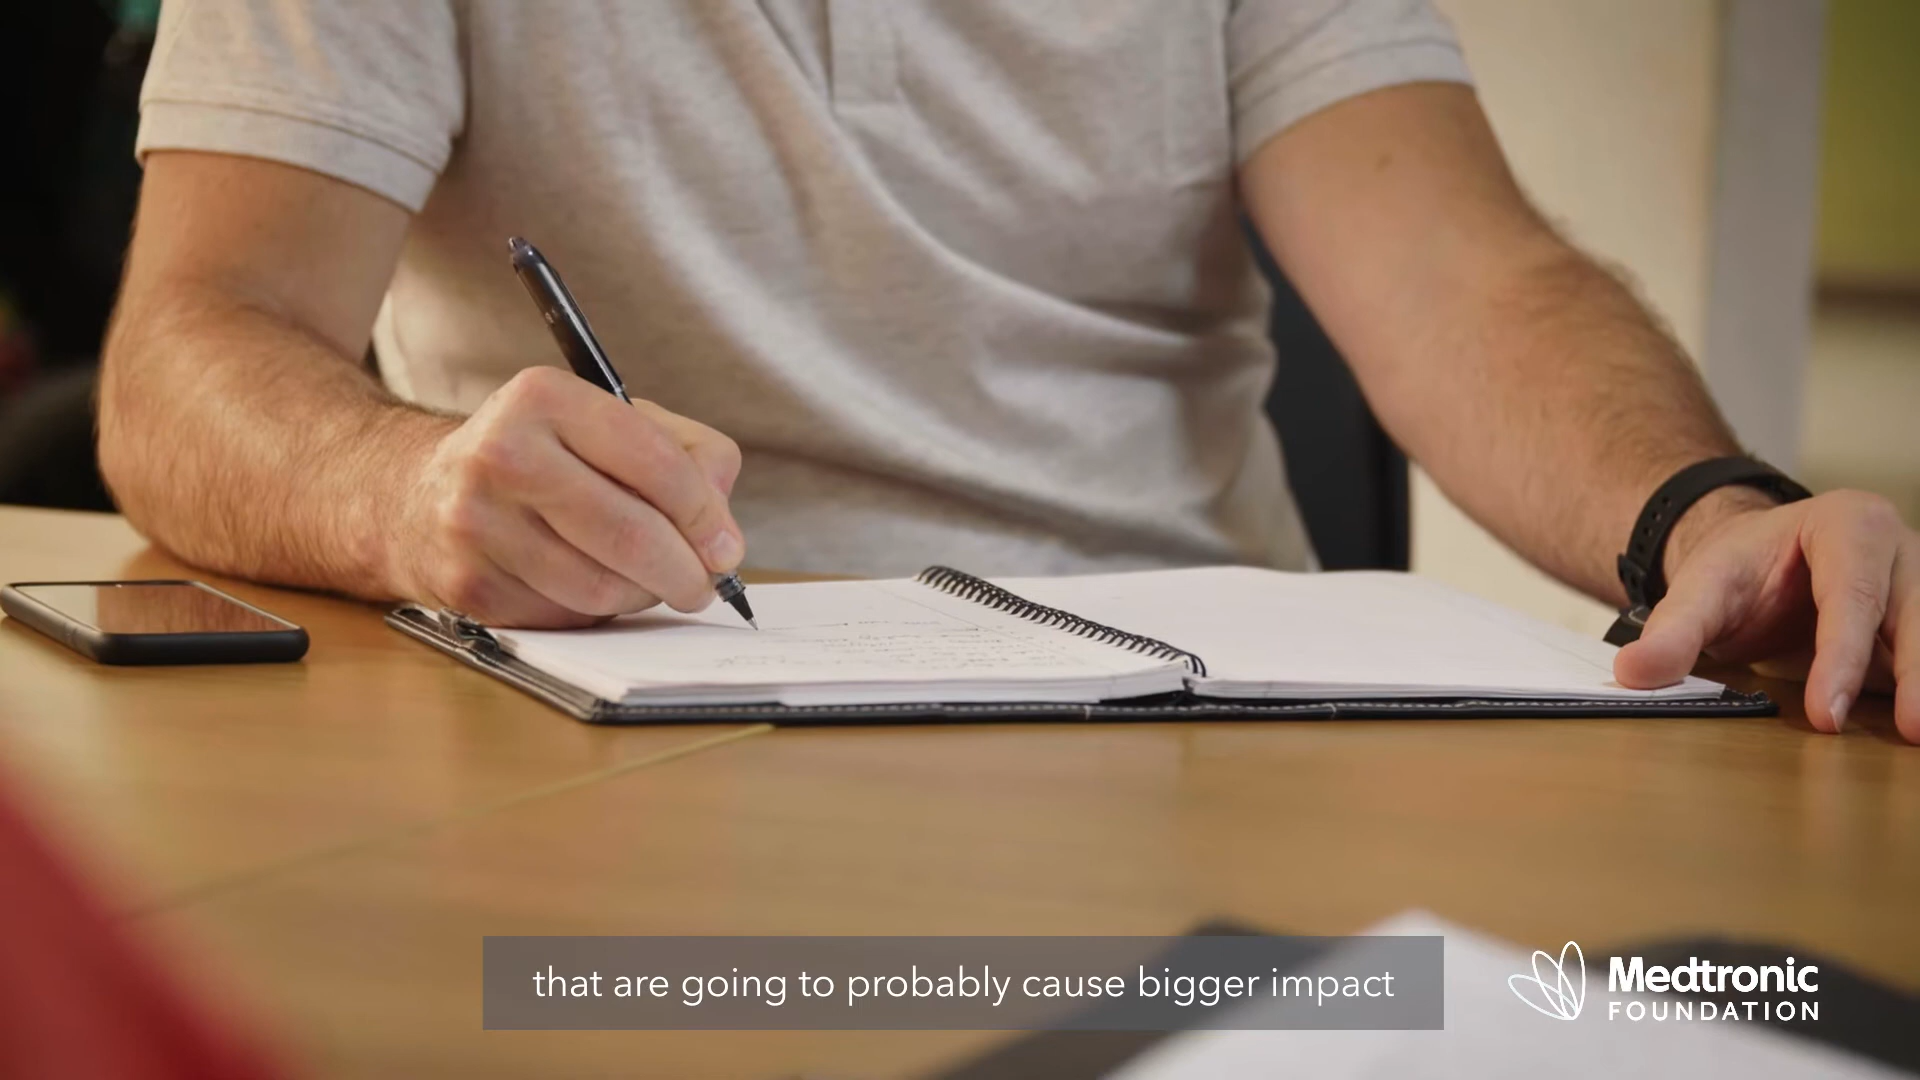 that are going to probably cause bigger impact
Medtronic
FOUNDATION